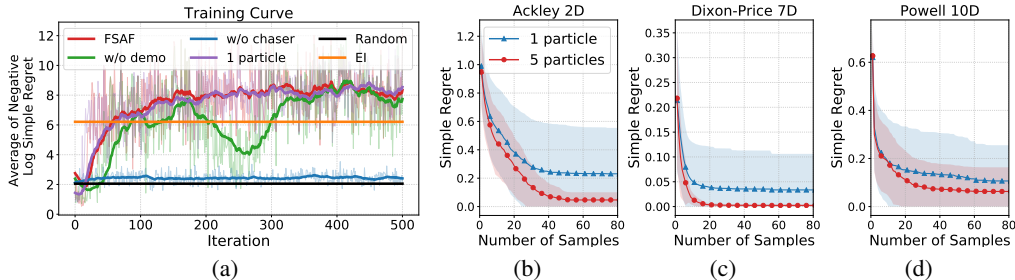 Training Curve
Average of Negative
Log Simple Regret
12
10
8
6
4
2
0
FSAF
w/o demo
w/o chaser
1 particle
Random
EI
0 100 200 300 400 500
Iteration
(a)
Ackley 2D
Simple Regret
1.2
1.0
0.8
0.6
0.4
0.2
0.0
1 particle
5 particles
0 20 40 60 80
Number of Samples
(b)
Dixon-Price 7D
Simple Regret
0.35
0.30
0.25
0.20
0.15
0.10
0.05
0.00
0 20 40 60 80
Number of Samples
(c)
Powell 10D
Simple Regret
0.6
0.4
0.2
0.0
0 20 40 60 80
Number of Samples
(d)